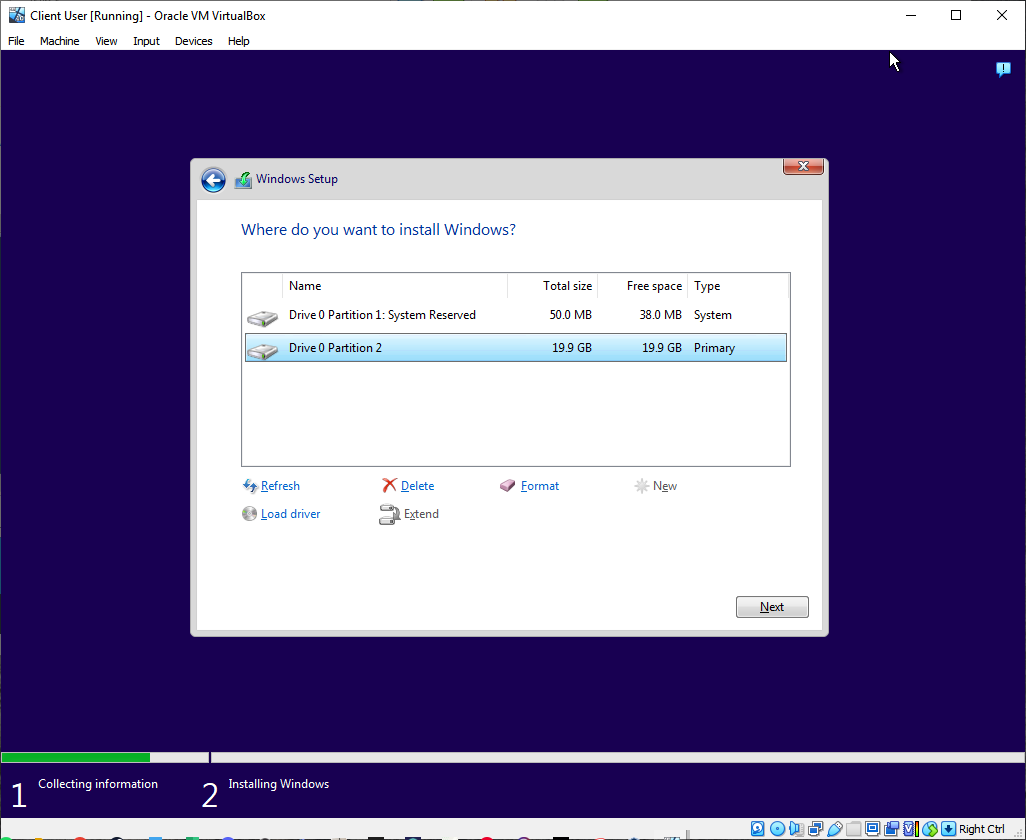 Client User [Running] - Oracle VM VirtualBox
File Machine View Input Devices Help
Windows Setup
Where do you want to install Windows?
Name Total size Free space Type
Drive 0 Partition 1: System Reserved 50.0 MB 38.0 MB System
Drive 0 Partition 2 19.9 GB 19.9 GB Primary
Refresh Delete Format New
Load driver Extend
Next
1 Collecting information 2 Installing Windows
Right Ctrl